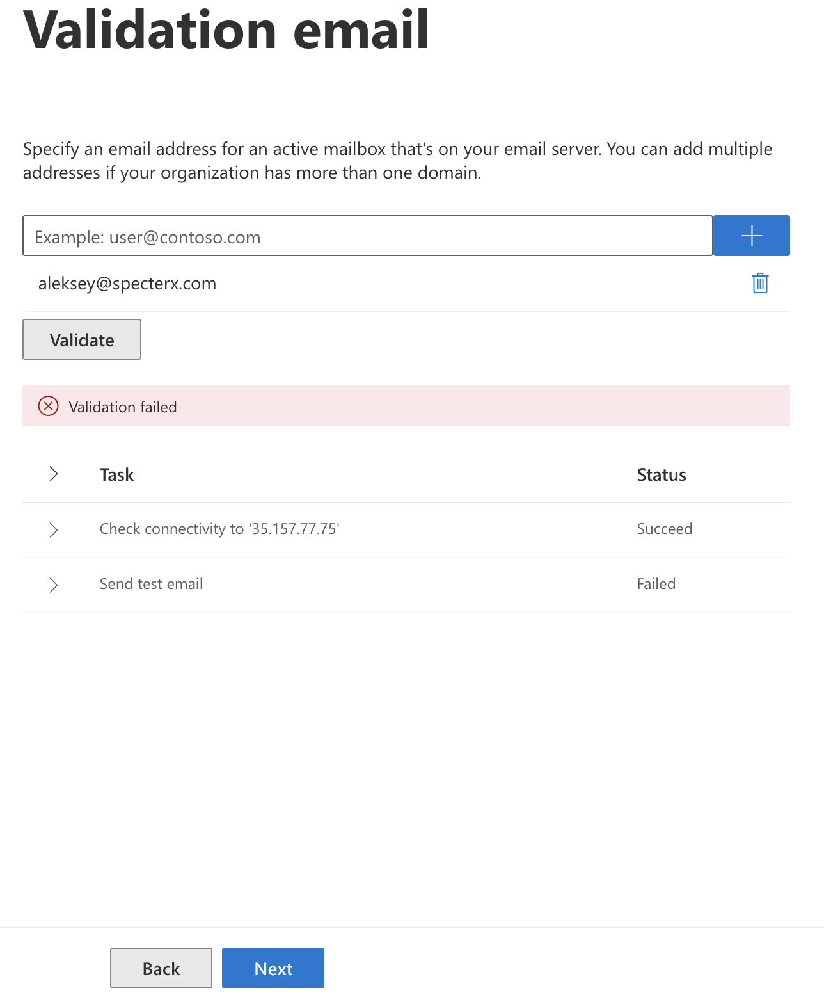 Validation email
Specify an email address for an active mailbox that's on your email server. You can add multiple
addresses if your organization has more than one domain.
Example: user@contoso.com
aleksey@specterx.com
Validate
Validation failed
Task Status
Check connectivity to '35.157.77.75' Succeed
Send test email Failed
Back Next